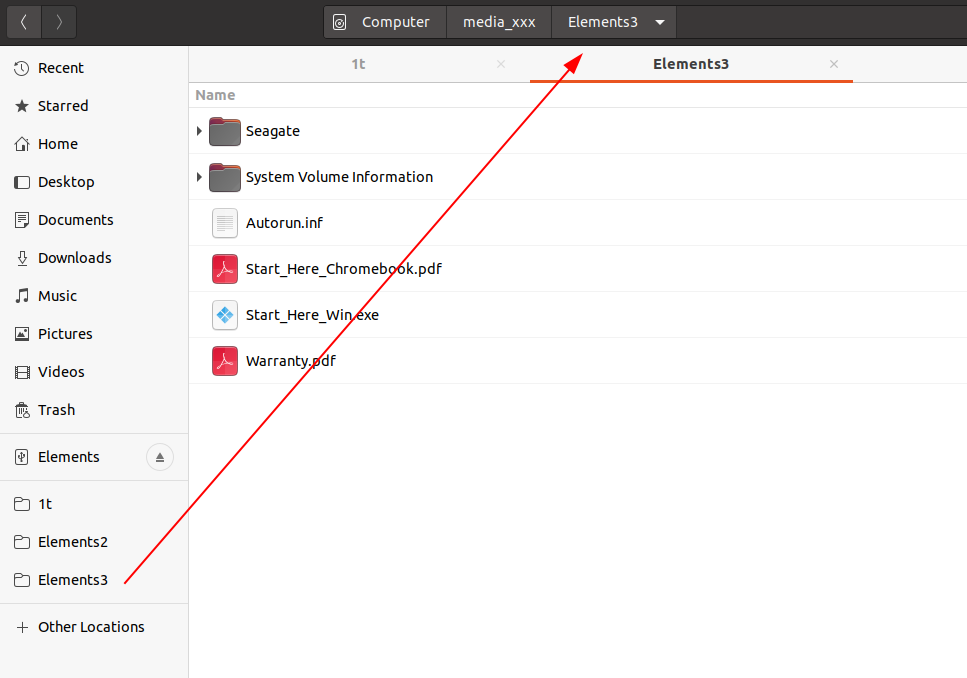 Computer media_xxx Elements3
Recent
Starred
Home
Desktop
Documents
Downloads
Music
Pictures
Videos
Trash
Elements
1t
Elements2
Elements3
Other Locations
1t Elements3
Name
Seagate
System Volume Information
Autorun.inf
Start_Here_Chromebook.pdf
Start_Here_Win.exe
Warranty.pdf